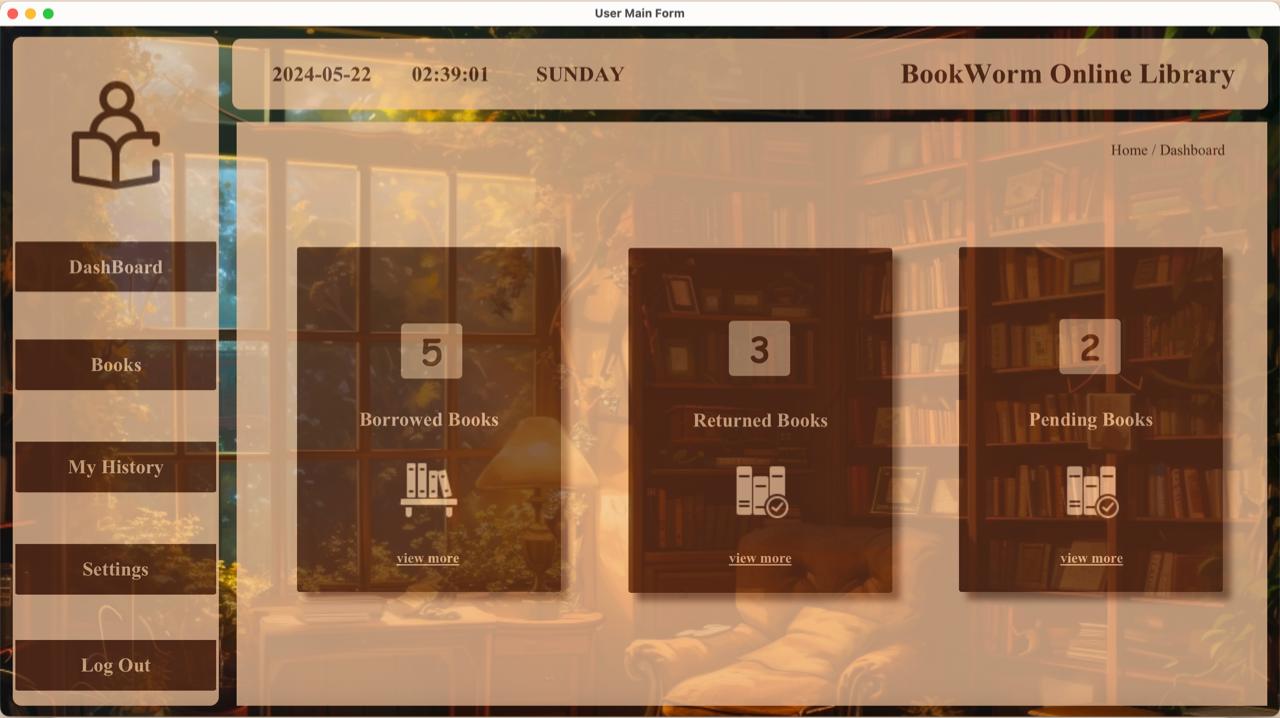 User Main Form
2024-05-22 02:39:01 SUNDAY BookWorm Online Library
Home / Dashboard
DashBoard
Books
My History
Settings
Log Out
5
Borrowed Books
view more
3
Returned Books
view more
2
Pending Books
view more